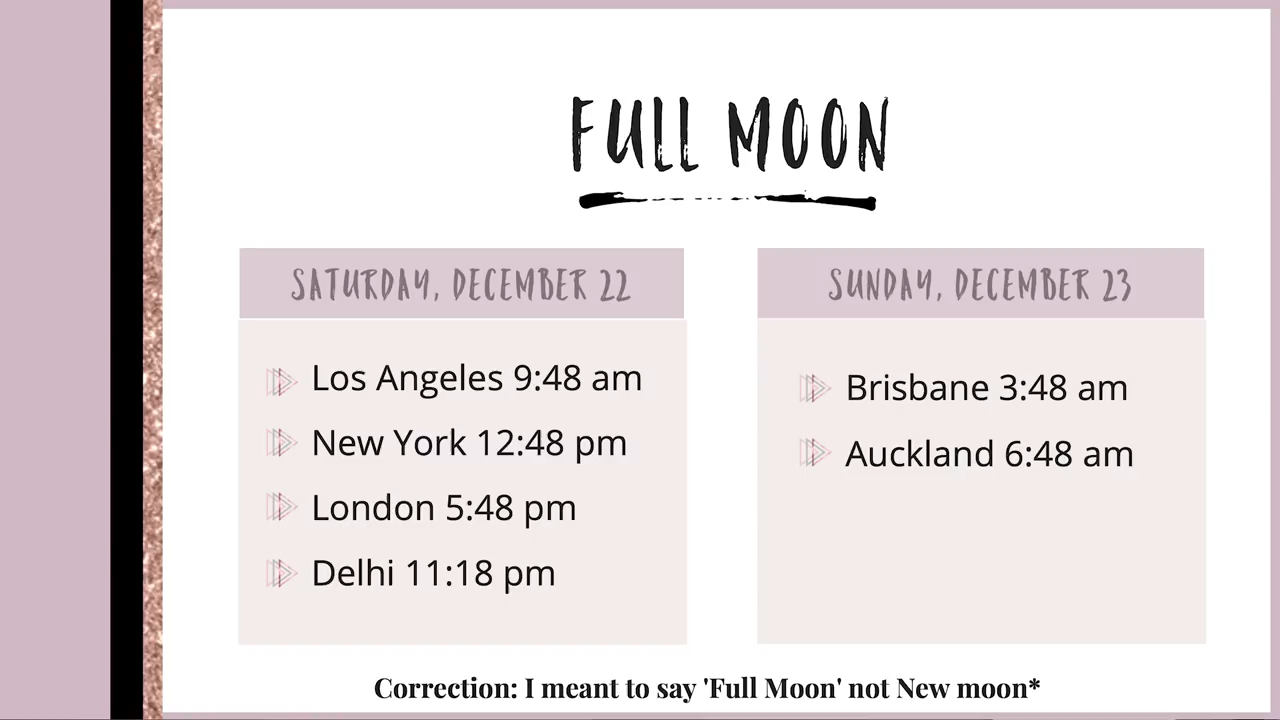 FULL MOON
SATURDAY, DECEMBER 22
Los Angeles 9:48 am
New York 12:48 pm
London 5:48 pm
Delhi 11:18 pm
SUNDAY, DECEMBER 23
Brisbane 3:48 am
Auckland 6:48 am
Correction: I meant to say 'Full Moon' not New moon*